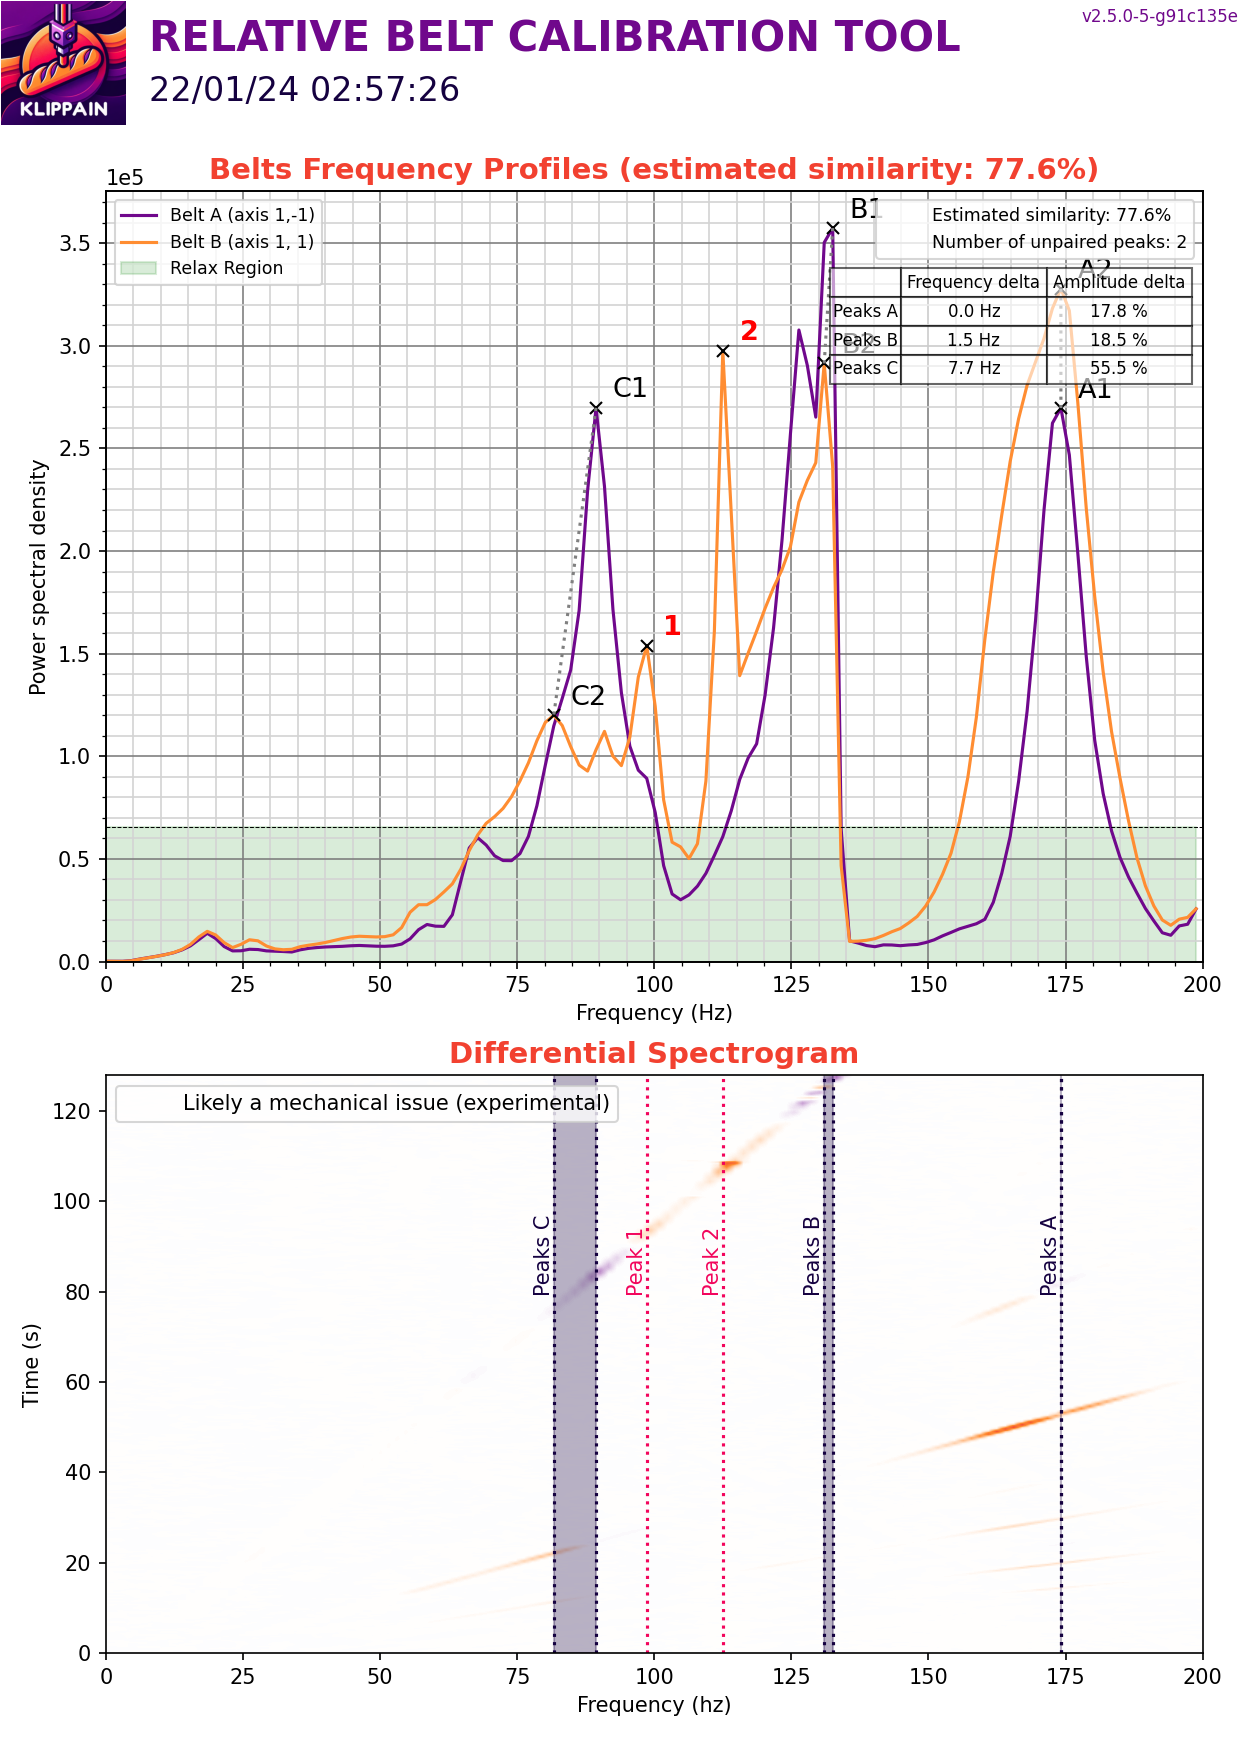 v2.5.0-5-g91c135e
RELATIVE BELT CALIBRATION TOOL
22/01/24 02:57:26
KLIPPAIN
Belts Frequency Profiles (estimated similarity: 77.6%)
1e5
Belt A (axis 1,-1)
Belt B (axis 1, 1)
Relax Region
Estimated similarity: 77.6%
Number of unpaired peaks: 2
Frequency delta Amplitude delta
Peaks A 0.0 Hz 17.8 %
Peaks B 1.5 Hz 18.5 %
Peaks C 7.7 Hz 55.5 %
B1
A2
B2
A1
2
C1
1
C2
3.5
3.0
2.5
2.0
1.5
1.0
0.5
0.0
Power spectral density
0 25 50 75 100 125 150 175 200
Frequency (Hz)
Differential Spectrogram
Likely a mechanical issue (experimental)
Peaks C
Peak 1
Peak 2
Peaks B
Peaks A
120
100
80
60
40
20
0
Time (s)
0 25 50 75 100 125 150 175 200
Frequency (hz)